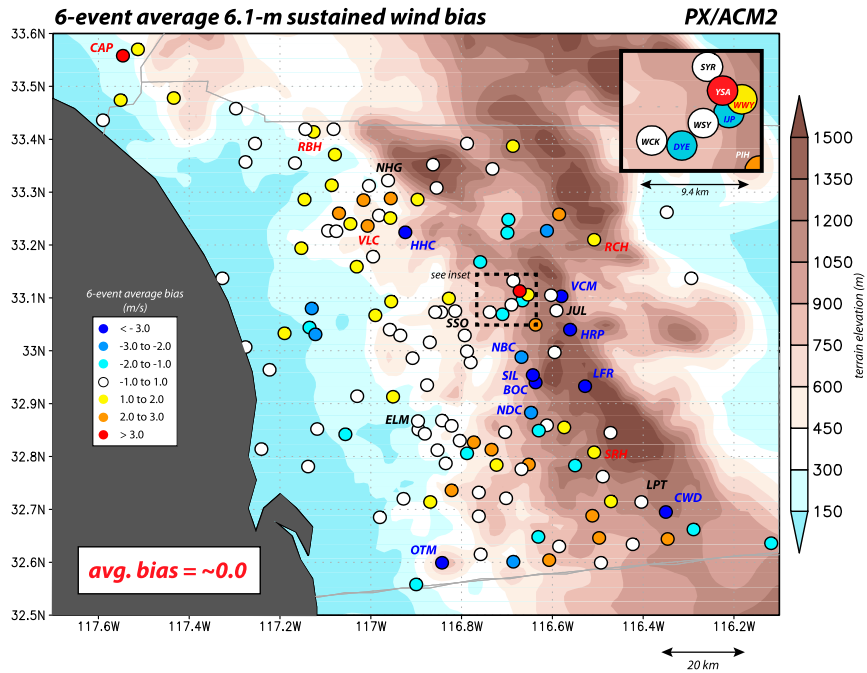 6-event average 6.1-m sustained wind bias
PX/ACM2
33.6N
33.5N
33.4N
33.3N
33.2N
33.1N
33N
32.9N
32.8N
32.7N
32.6N
32.5N
117.6W
117.4W
117.2W
117W
116.8W
116.6W
116.4W
116.2W
CAP
RBH
NHG
VLC
HHC
RCH
see inset
VCM
JUL
SSO
HRP
NBC
SIL
BOC
LFR
NDC
ELM
SBH
LPT
CWD
OTM
SYR
YSA
WWY
IJP
WSY
WCK
DYE
PIH
9.4 km
6-event average bias
(m/s)
< - 3.0
-3.0 to -2.0
-2.0 to -1.0
-1.0 to 1.0
1.0 to 2.0
2.0 to 3.0
> 3.0
avg. bias = ~0.0
1500
1350
1200
1050
900
750
600
450
300
150
terrain elevation (m)
20 km